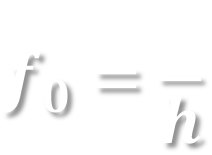 f₀ = —
h